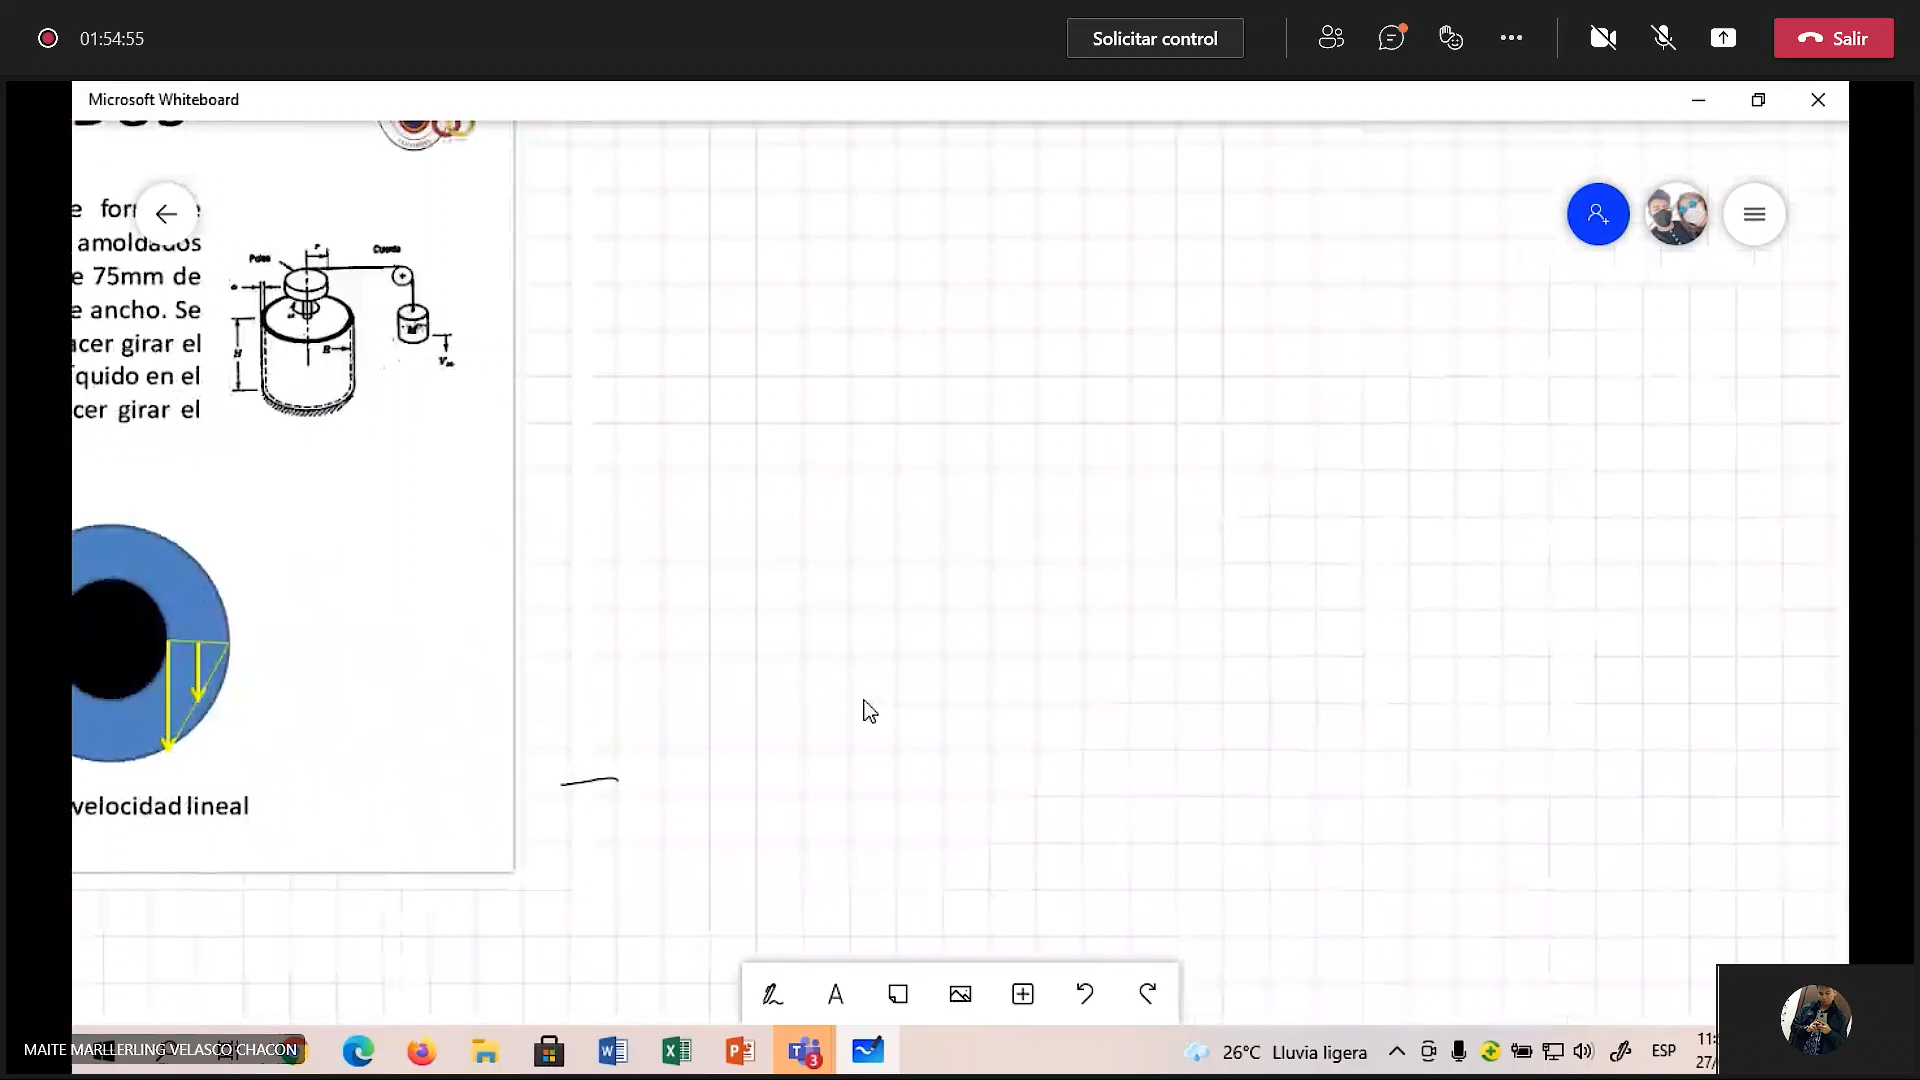 01:54:55
Solicitar control
Salir
Microsoft Whiteboard
amoldados
e 75mm de
e ancho. Se
acer girar el
íquido en el
cer girar el
Polea
r
Cuerda
a
M
H
R
velocidad lineal
MAITE MARLLERLING VELASCO CHACON
3
26°C Lluvia ligera
ESP